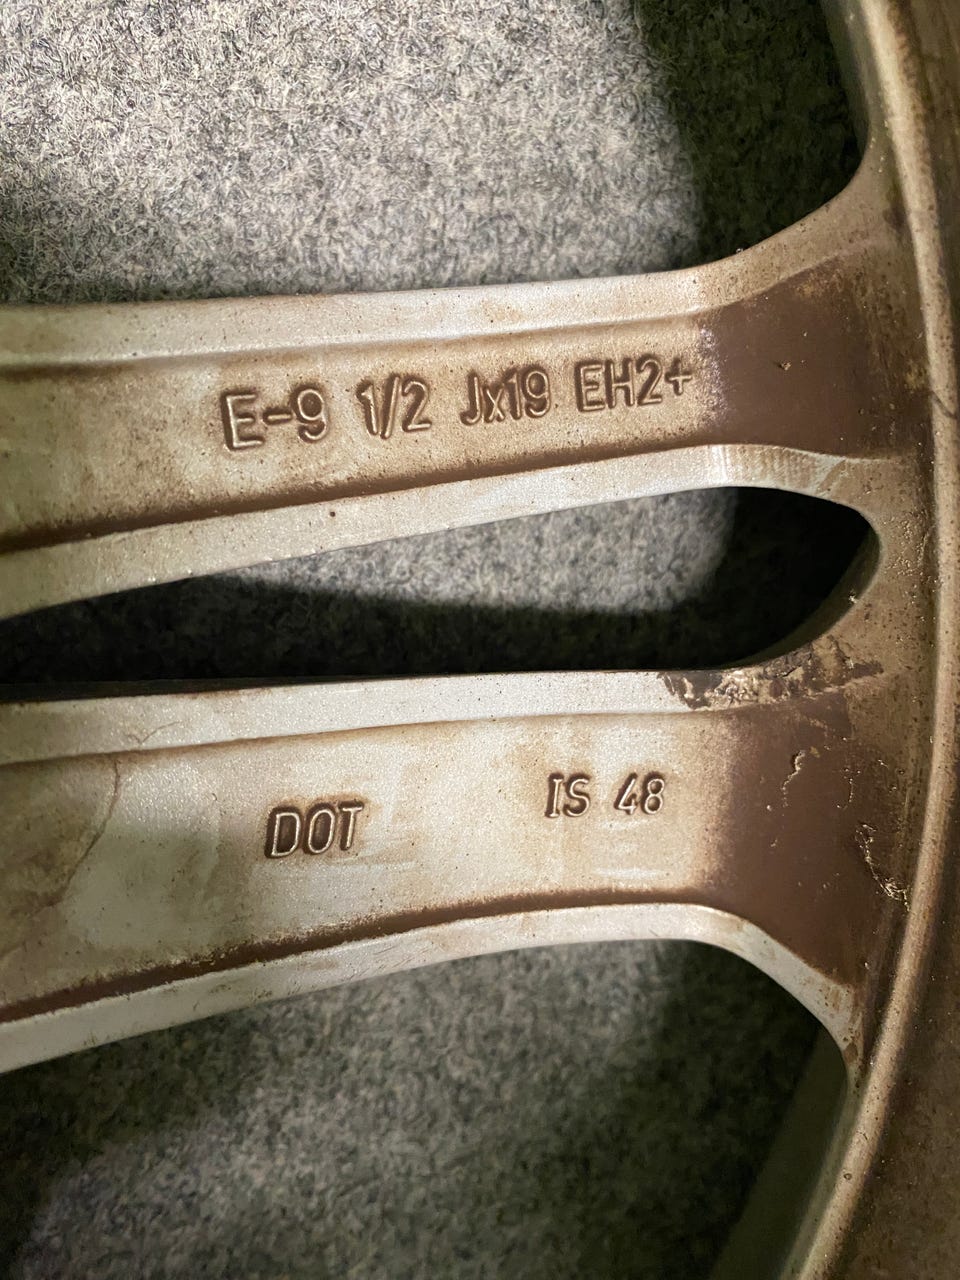 E-9 1/2 Jx19 EH2+
DOT
IS 48